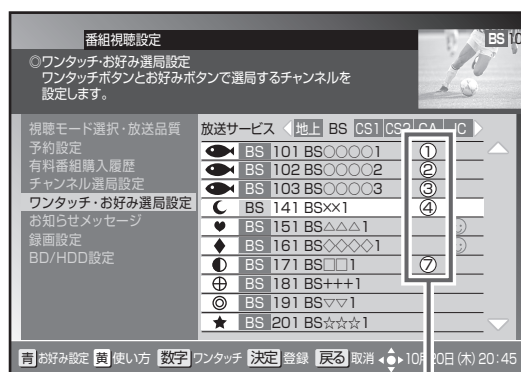 番組視聴設定
BS 10
◎ワンタッチ・お好み選局設定
ワンタッチボタンとお好みボタンで選局するチャンネルを
設定します。
視聴モード選択・放送品質
予約設定
有料番組購入履歴
チャンネル選局設定
ワンタッチ・お好み選局設定
お知らせメッセージ
録画設定
BD/HDD設定
放送サービス 地上 BS CS1 CS2 CA JC
BS 101 BS○○○○1 ①
BS 102 BS○○○○2 ②
BS 103 BS○○○○3 ③
BS 141 BS××1 ④
BS 151 BS△△△1
BS 161 BS◇◇◇◇1
BS 171 BS□□1 ⑦
BS 181 BS+++1
BS 191 BS▽▽1
BS 201 BS☆☆☆1
青 お好み設定 黄 使い方 数字 ワンタッチ 決定 登録 戻る 取消 10月20日(木) 20:45